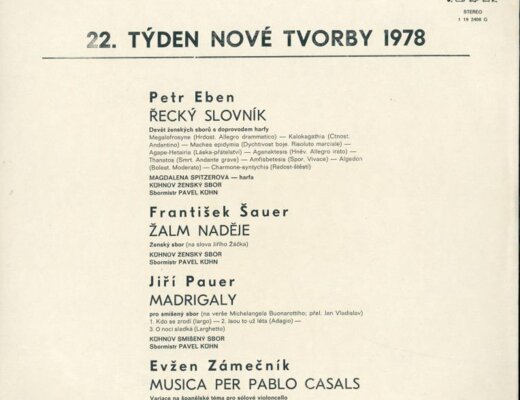 STEREO
1 19 2408 G
22. TÝDEN NOVÉ TVORBY 1978
Petr Eben
ŘECKÝ SLOVNÍK
Devět ženských sborů s doprovodem harfy
Megalofrosyne (Hrdost. Allegro drammatico) — Kalokagathia (Ctnost.
Andantino) — Maches epidymia (Dychtivost boje. Risoluto marciale) —
Agape-Hetairia (Láska-přátelství) — Aganaktesis (Hněv. Allegro irato) —
Thanatos (Smrt. Andante grave) — Amfisbetesis (Spor. Vivace) — Algedon
(Bolest. Moderato) — Charmone-syntychia (Radost-štěstí)
MAGDALENA SPITZEROVÁ — harfa
KÜHNŮV ŽENSKÝ SBOR
Sbormistr PAVEL KÜHN
František Šauer
ŽALM NADĚJE
Ženský sbor (na slova Jiřího Žáčka)
KÜHNŮV ŽENSKÝ SBOR
Sbormistr PAVEL KÜHN
Jiří Pauer
MADRIGALY
pro smíšený sbor (na verše Michelangela Buonarottiho; přel. Jan Vladislav)
1. Kdo se zrodí (largo) — 2. Jsou to už léta (Adagio) —
3. Ó noci sladká (Larghetto)
KÜHNŮV SMÍŠENÝ SBOR
Sbormistr PAVEL KÜHN
Evžen Zámečník
MUSICA PER PABLO CASALS
Variace na španělské téma pro sólové violoncello